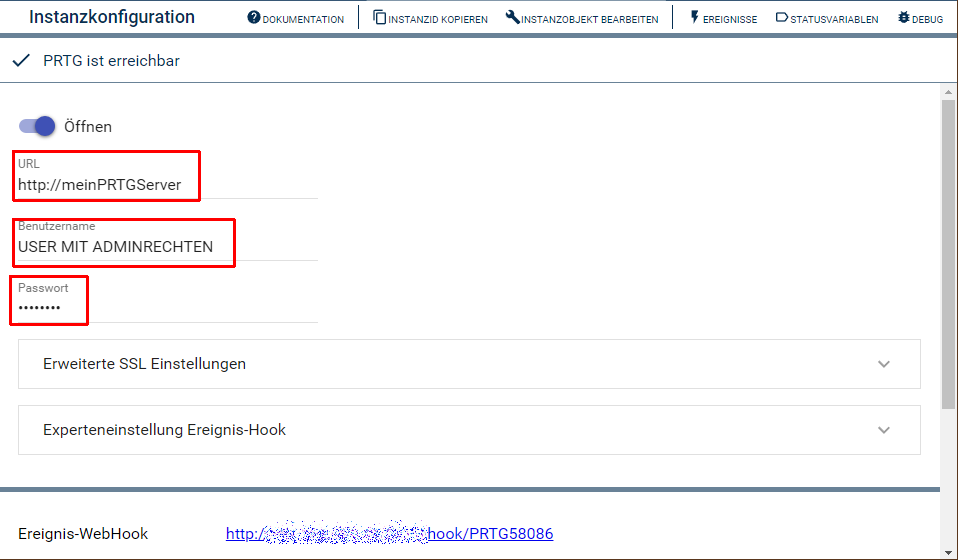 Instanzkonfiguration DOKUMENTATION INSTANZID KOPIEREN INSTANZOBJEKT BEARBEITEN EREIGNISSE STATUSVARIABLEN DEBUG
PRTG ist erreichbar
Öffnen
URL
http://meinPRTGServer
Benutzername
USER MIT ADMINRECHTEN
Passwort
••••••••
Erweiterte SSL Einstellungen
Experteneinstellung Ereignis-Hook
Ereignis-WebHook http:// hook/PRTG58086